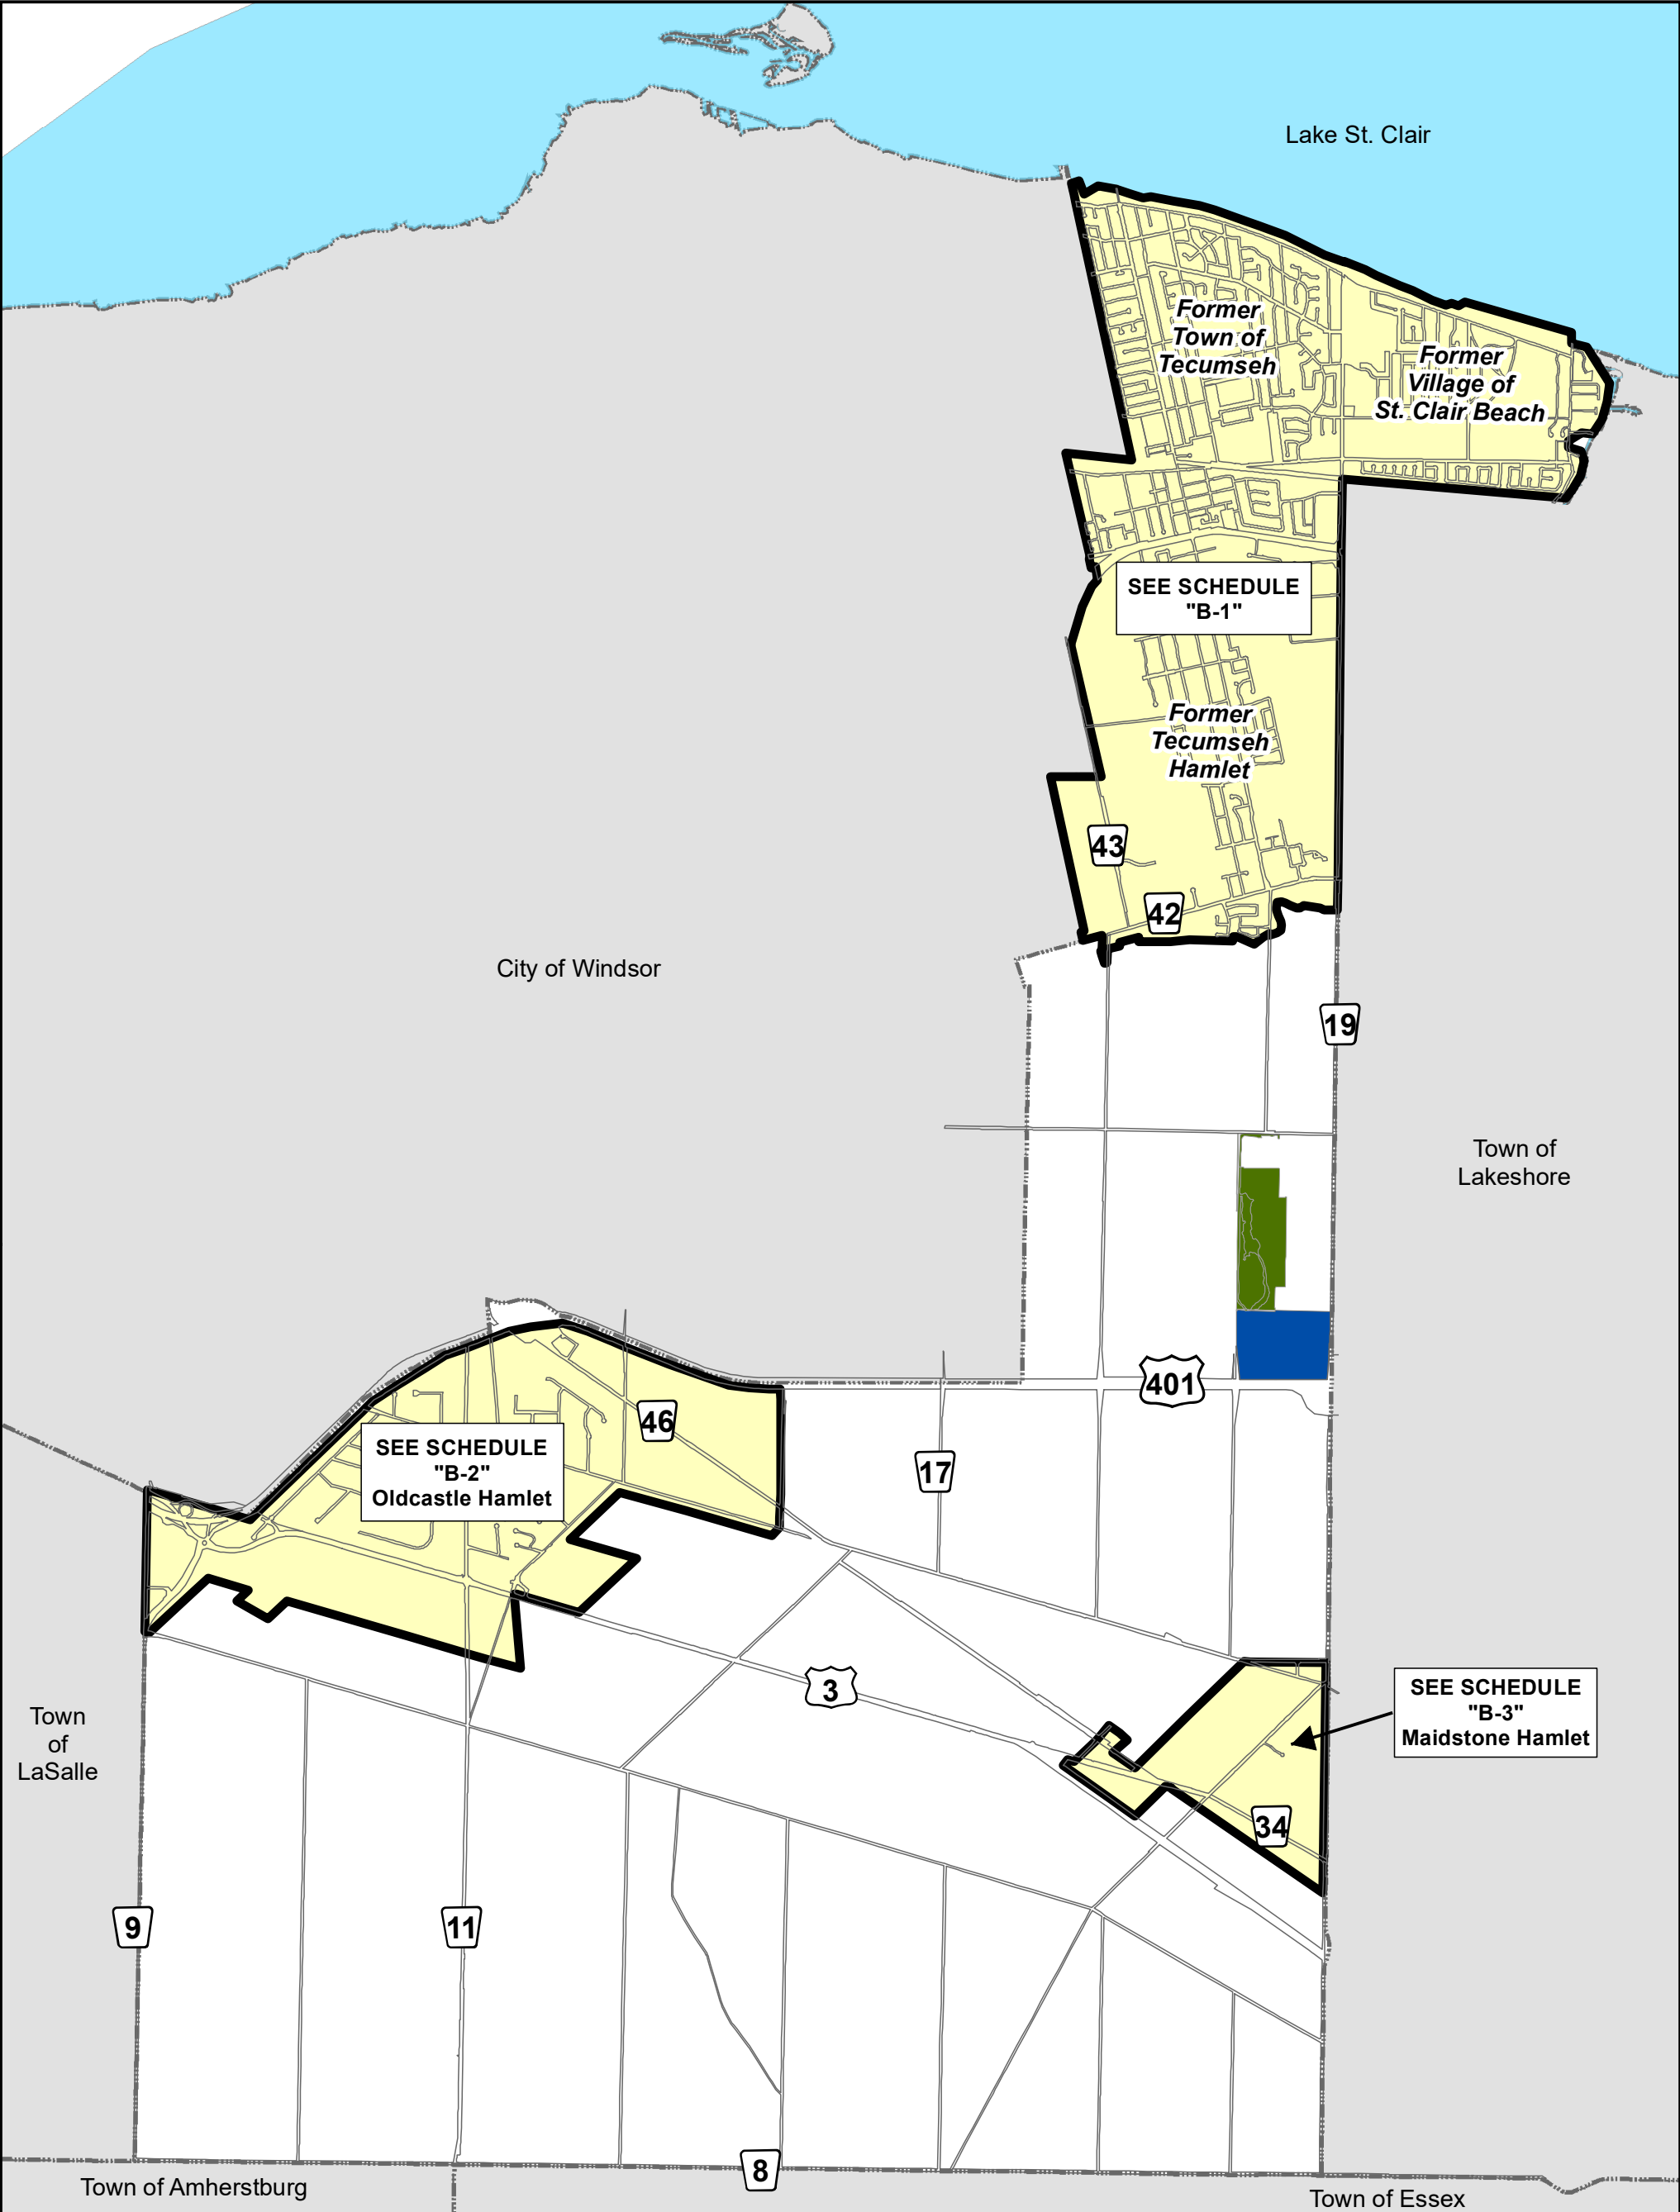 Lake St. Clair
Former
Town of
Tecumseh
Former
Village of
St. Clair Beach
SEE SCHEDULE
"B-1"
Former
Tecumseh
Hamlet
43
42
City of Windsor
19
Town of
Lakeshore
401
46
SEE SCHEDULE
"B-2"
Oldcastle Hamlet
17
3
SEE SCHEDULE
"B-3"
Maidstone Hamlet
Town
of
LaSalle
34
9
11
8
Town of Amherstburg
Town of Essex